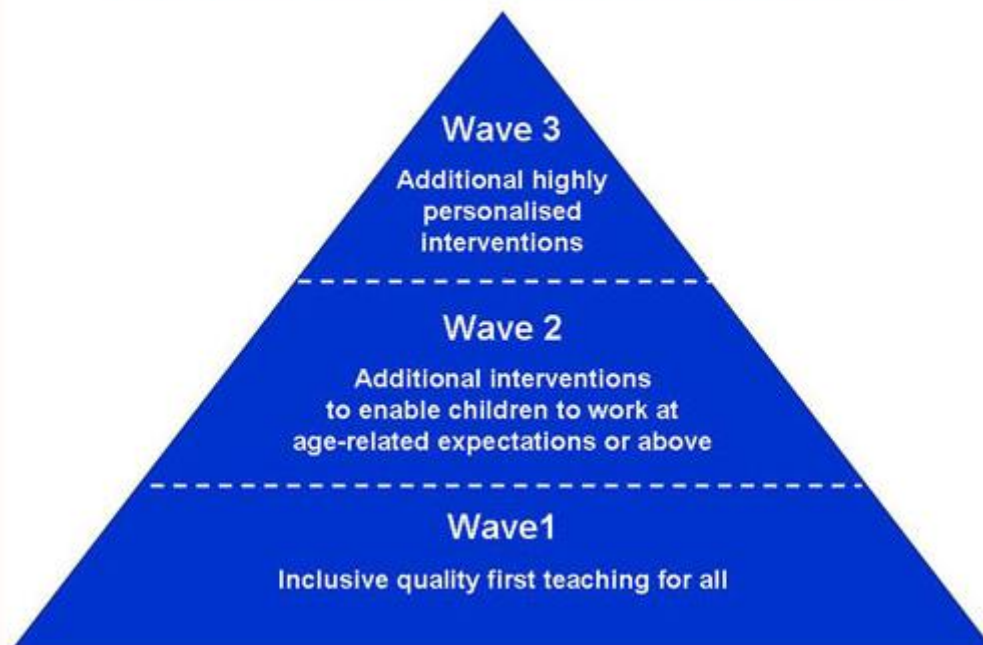 Wave 3
Additional highly
personalised
interventions
Wave 2
Additional interventions
to enable children to work at
age-related expectations or above
Wave1
Inclusive quality first teaching for all